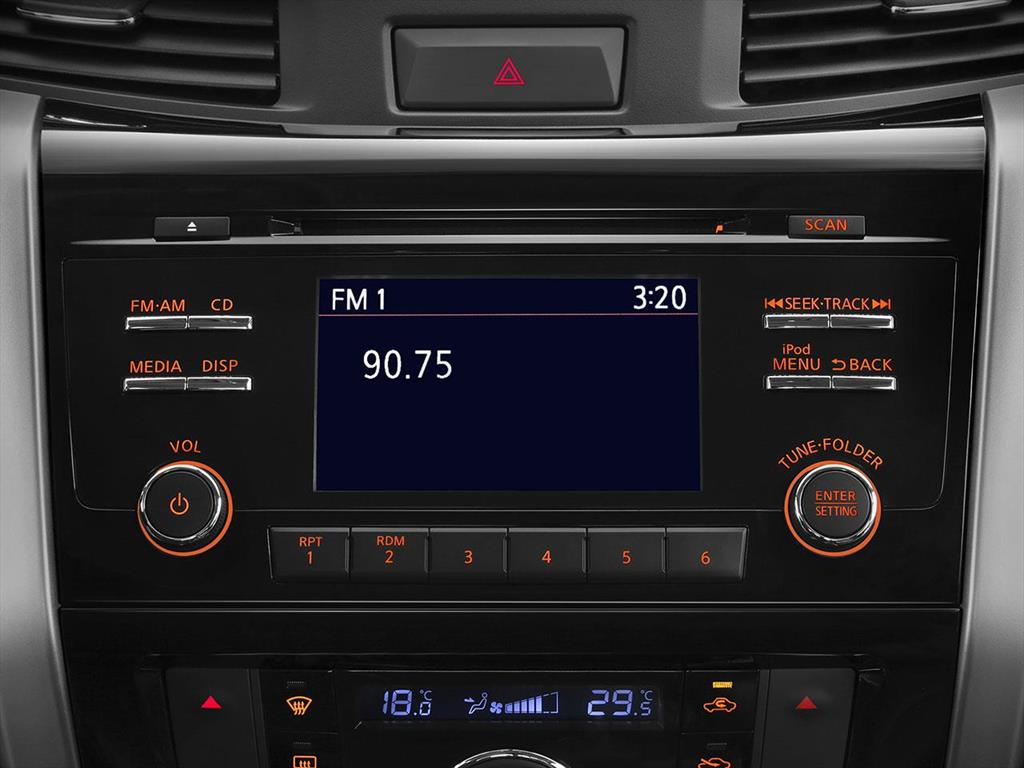 SCAN
FM·AM CD
FM 1 3:20
SEEK·TRACK
MEDIA DISP
90.75
iPod
MENU BACK
VOL
TUNE·FOLDER
ENTER
SETTING
RPT RDM
1 2 3 4 5 6
18.0°C 29.5°C